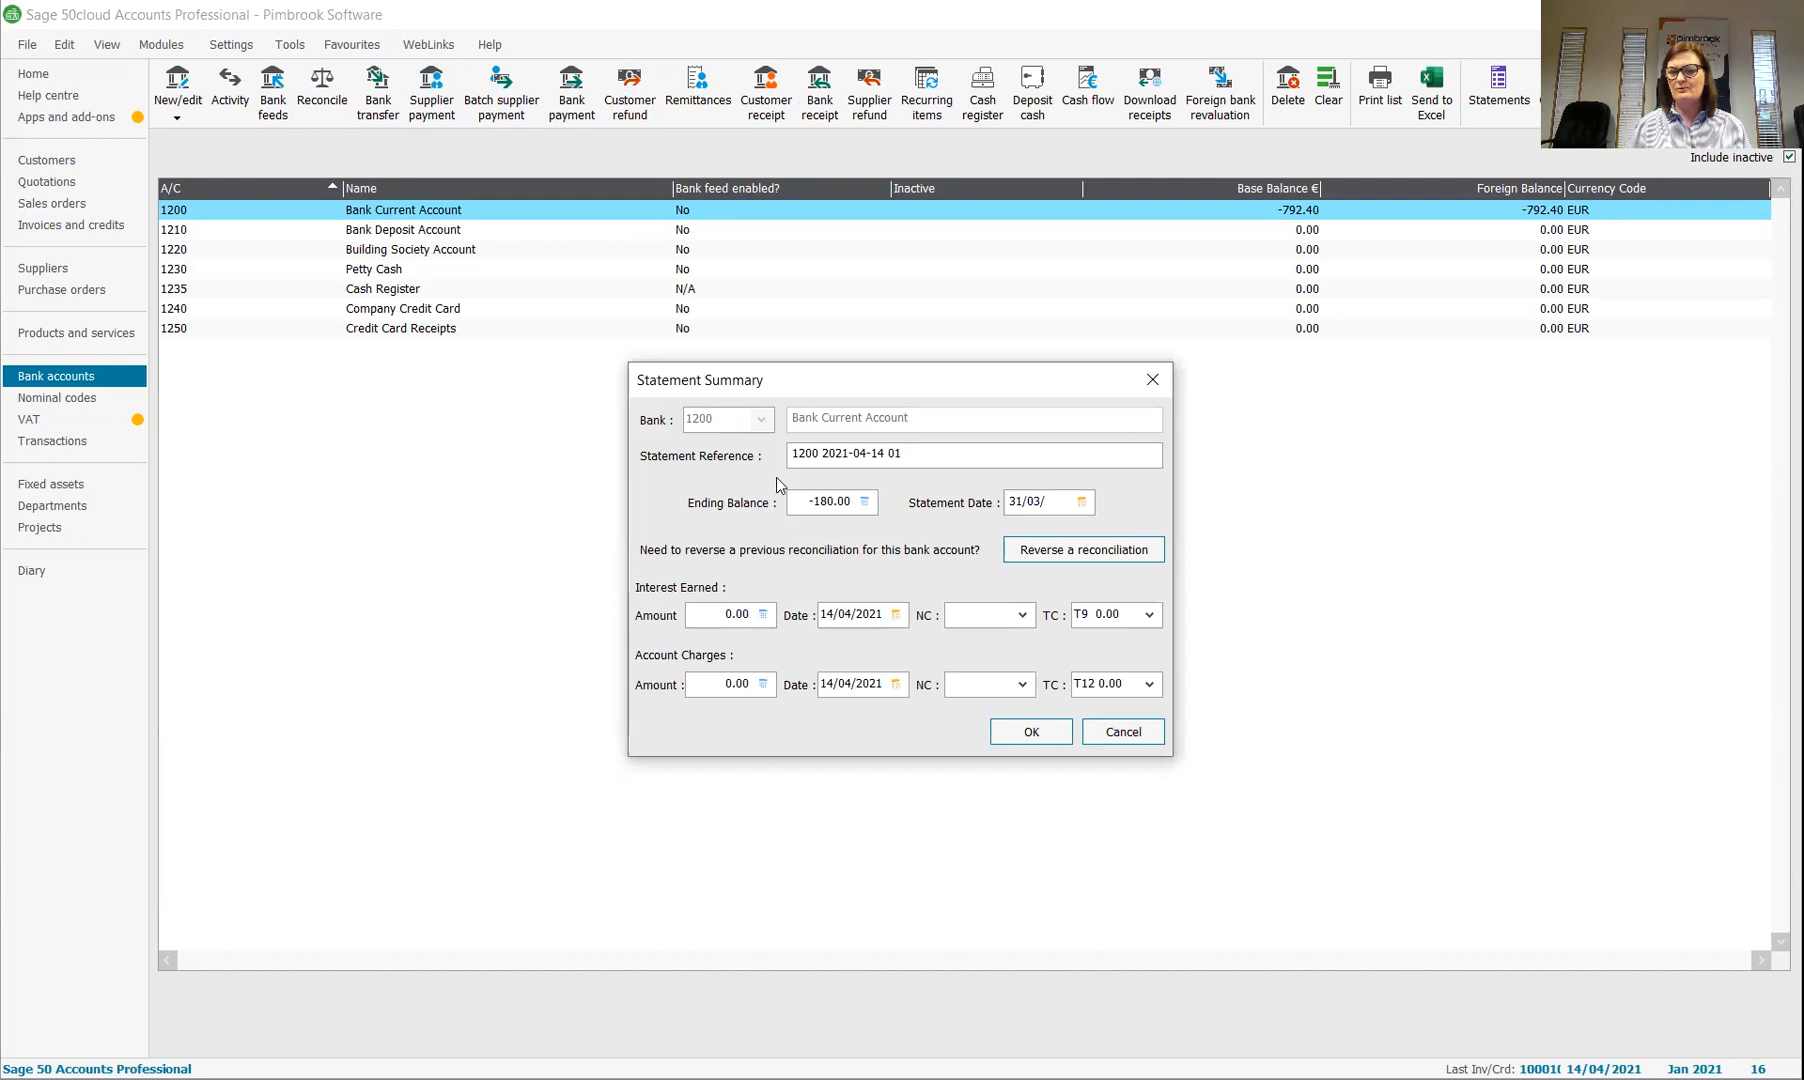 Sage 50cloud Accounts Professional - Pimbrook Software
File Edit View Modules Settings Tools Favourites WebLinks Help
Home
Help centre
Apps and add-ons
Customers
Quotations
Sales orders
Invoices and credits
Suppliers
Purchase orders
Products and services
Bank accounts
Nominal codes
VAT
Transactions
Fixed assets
Departments
Projects
Diary
New/edit Activity Bank feeds Reconcile Bank transfer Supplier payment Batch supplier payment Bank payment Customer refund Remittances Customer receipt Bank receipt Supplier refund Recurring items Cash register Deposit cash Cash flow Download receipts Foreign bank revaluation Delete Clear Print list Send to Excel Statements
pimbrook
Include inactive
A/C Name Bank feed enabled? Inactive Base Balance € Foreign Balance Currency Code
1200 Bank Current Account No -792.40 -792.40 EUR
1210 Bank Deposit Account No 0.00 0.00 EUR
1220 Building Society Account No 0.00 0.00 EUR
1230 Petty Cash No 0.00 0.00 EUR
1235 Cash Register N/A 0.00 0.00 EUR
1240 Company Credit Card No 0.00 0.00 EUR
1250 Credit Card Receipts No 0.00 0.00 EUR
Statement Summary
Bank : 1200 Bank Current Account
Statement Reference : 1200 2021-04-14 01
Ending Balance : -180.00 Statement Date : 31/03/
Need to reverse a previous reconciliation for this bank account? Reverse a reconciliation
Interest Earned :
Amount 0.00 Date : 14/04/2021 NC : TC : T9 0.00
Account Charges :
Amount : 0.00 Date : 14/04/2021 NC : TC : T12 0.00
OK Cancel
Sage 50 Accounts Professional Last Inv/Crd: 10001( 14/04/2021 Jan 2021 16